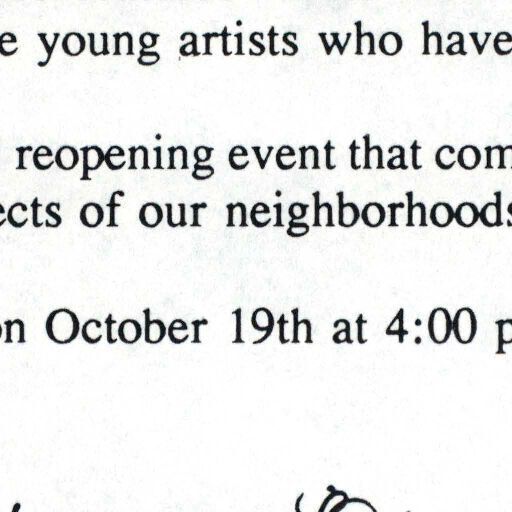 e young artists who have
reopening event that com
ects of our neighborhoods
on October 19th at 4:00 p